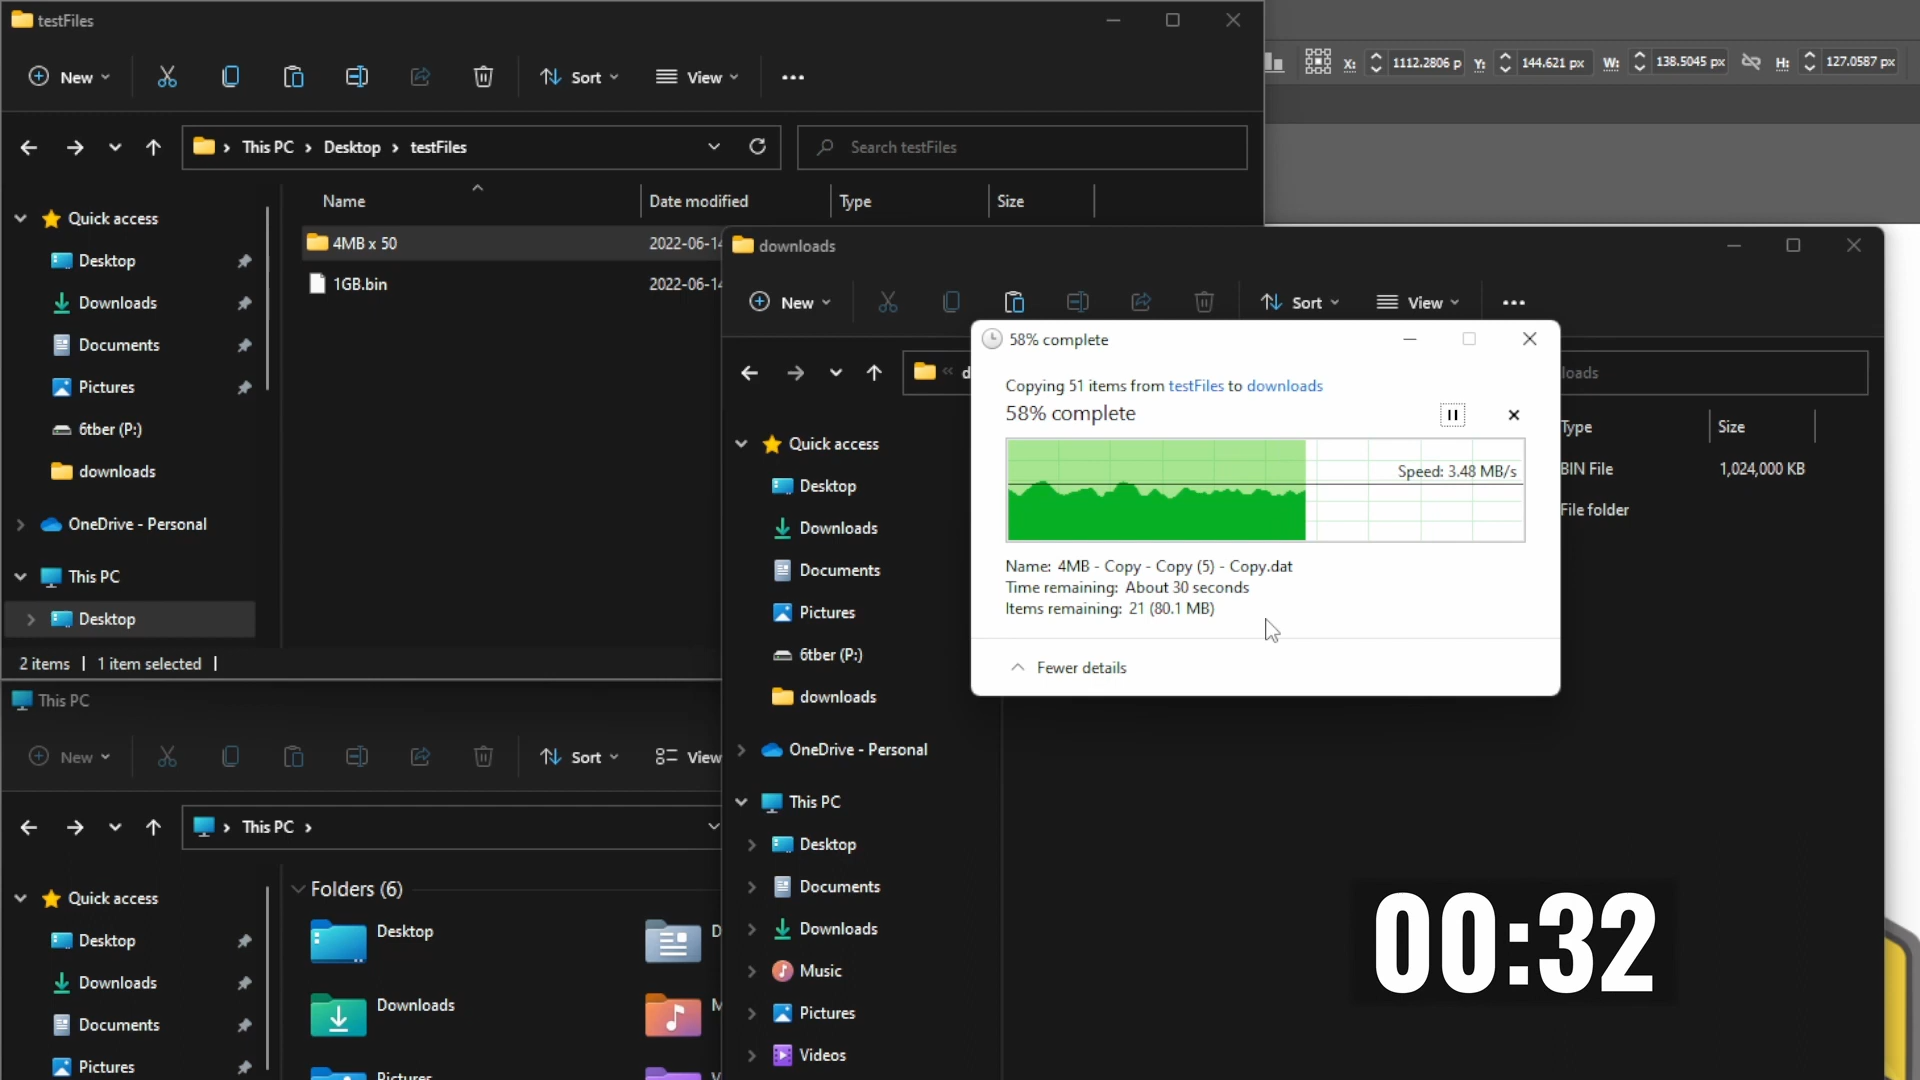 testFiles
New
Sort
View
X: 1112.2806 p Y: 144.621 px W: 138.5045 px H: 127.0587 px
This PC > Desktop > testFiles
Search testFiles
Name
Date modified
Type
Size
4MB x 50
2022-06-14
1GB.bin
2022-06-14
Quick access
Desktop
Downloads
Documents
Pictures
6tber (P:)
downloads
OneDrive - Personal
This PC
Desktop
2 items
1 item selected
downloads
New
Sort
View
Type
Size
BIN File
1,024,000 KB
File folder
Quick access
Desktop
Downloads
Documents
Pictures
6tber (P:)
downloads
OneDrive - Personal
This PC
Desktop
Documents
Downloads
Music
Pictures
Videos
58% complete
Copying 51 items from testFiles to downloads
58% complete
Speed: 3.48 MB/s
Name: 4MB - Copy - Copy (5) - Copy.dat
Time remaining: About 30 seconds
Items remaining: 21 (80.1 MB)
Fewer details
This PC
New
Sort
View
This PC >
Quick access
Desktop
Downloads
Documents
Pictures
Folders (6)
Desktop
Downloads
Pictures
00:32